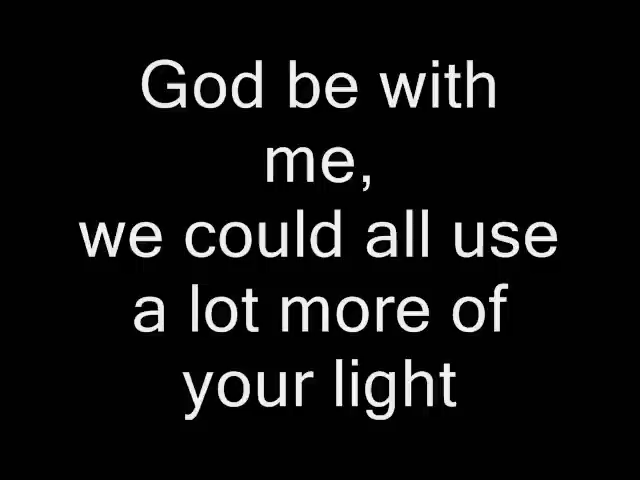 God be with
me,
we could all use
a lot more of
your light